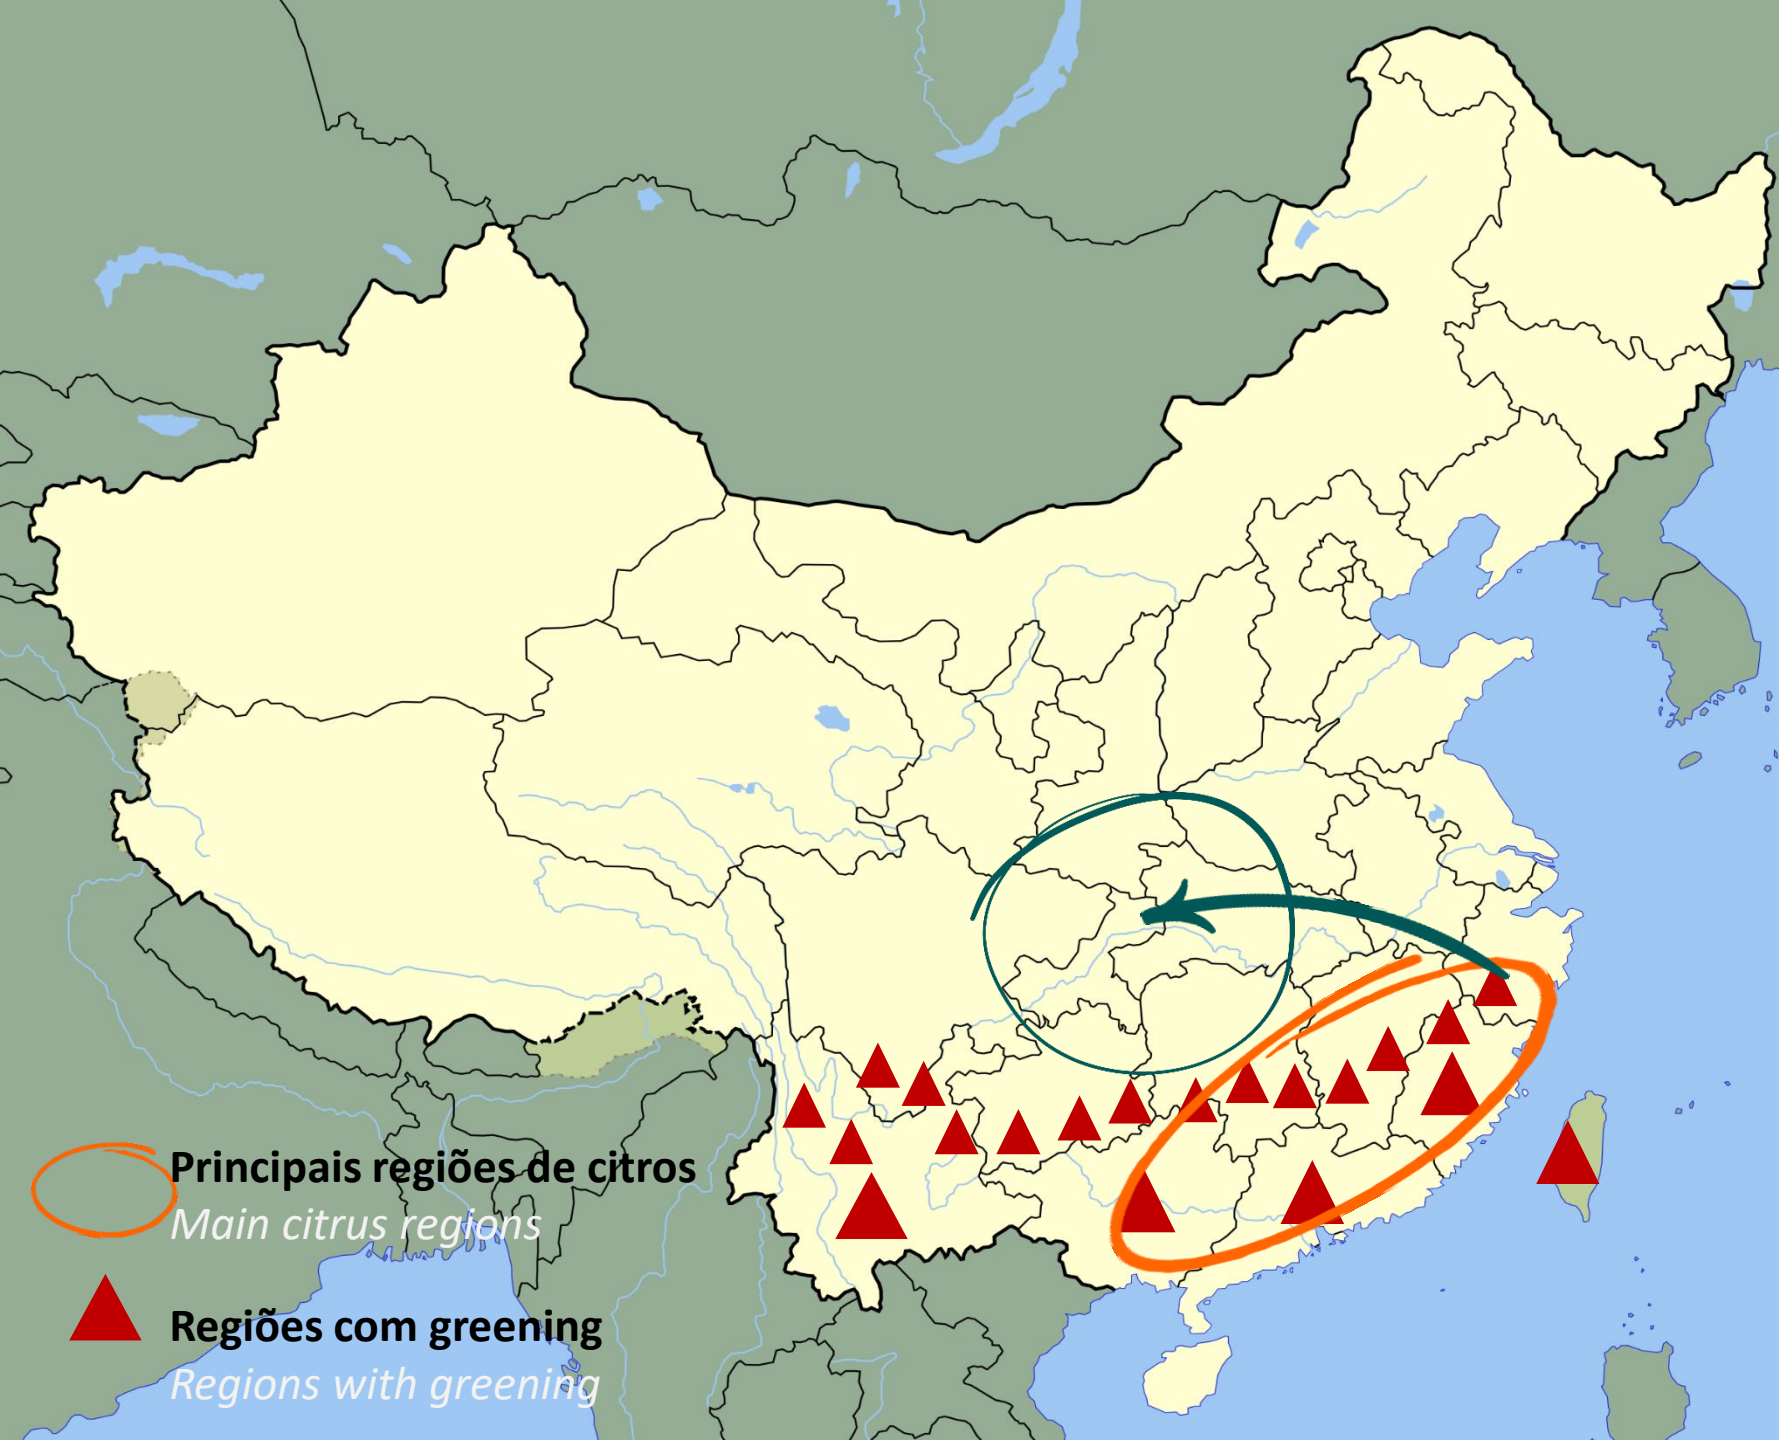 Principais regiões de citros
Main citrus regions
Regiões com greening
Regions with greening